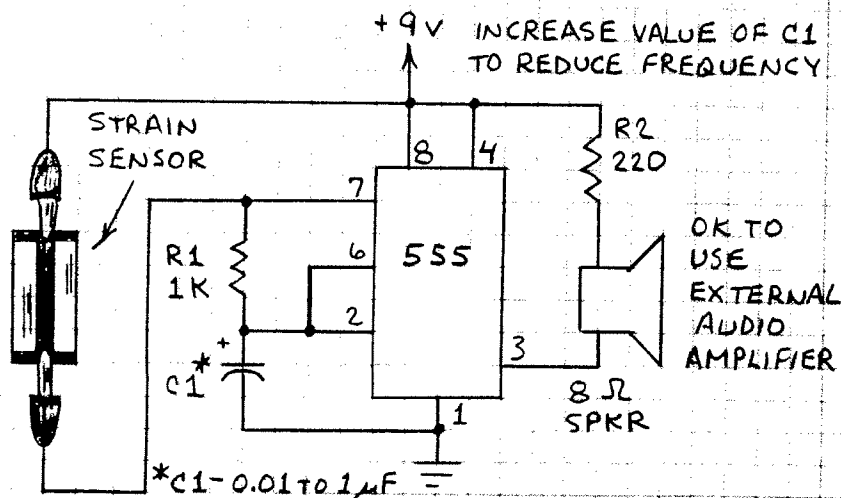 +9V INCREASE VALUE OF C1
TO REDUCE FREQUENCY
STRAIN
SENSOR
8
4
R2
220
7
R1
1K
6
555
2
OK TO
USE
EXTERNAL
AUDIO
AMPLIFIER
+
C1*
3
8 Ω
SPKR
1
*C1-0.01 TO 1µF